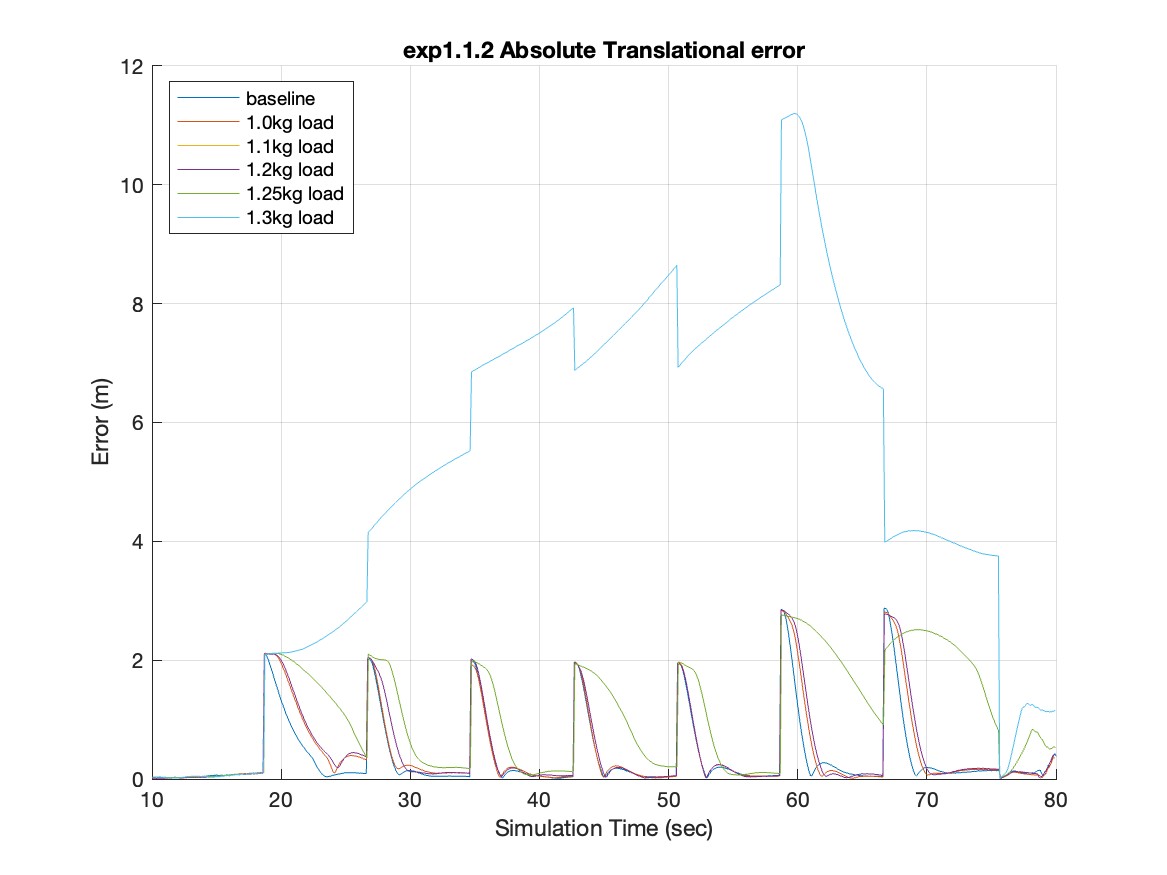 exp1.1.2 Absolute Translational error
12
10
8
6
4
2
0
Error (m)
baseline
1.0kg load
1.1kg load
1.2kg load
1.25kg load
1.3kg load
10 20 30 40 50 60 70 80
Simulation Time (sec)